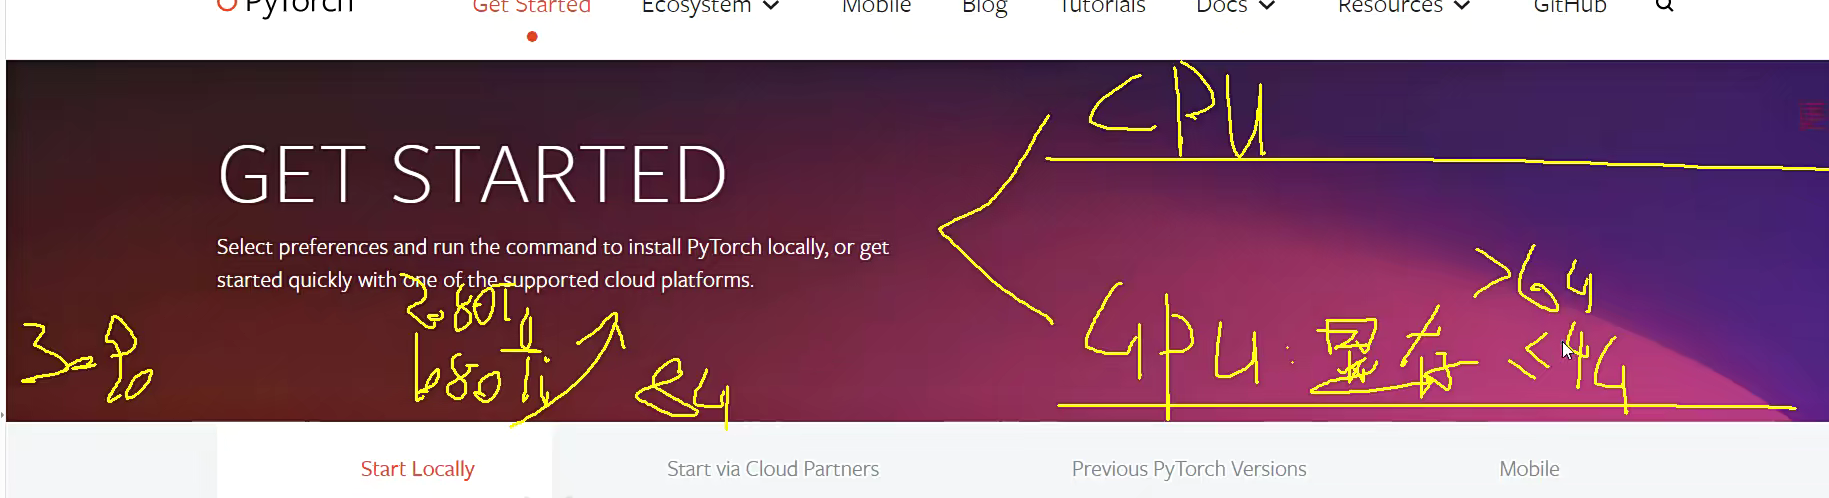 PyTorch Get Started Ecosystem Mobile Blog Tutorials Docs Resources GitHub
CPU
GET STARTED
Select preferences and run the command to install PyTorch locally, or get
started quickly with one of the supported cloud platforms.
>6G
2080Ti
1080Ti
8G
GPU: 显存 <4G
Start Locally Start via Cloud Partners Previous PyTorch Versions Mobile